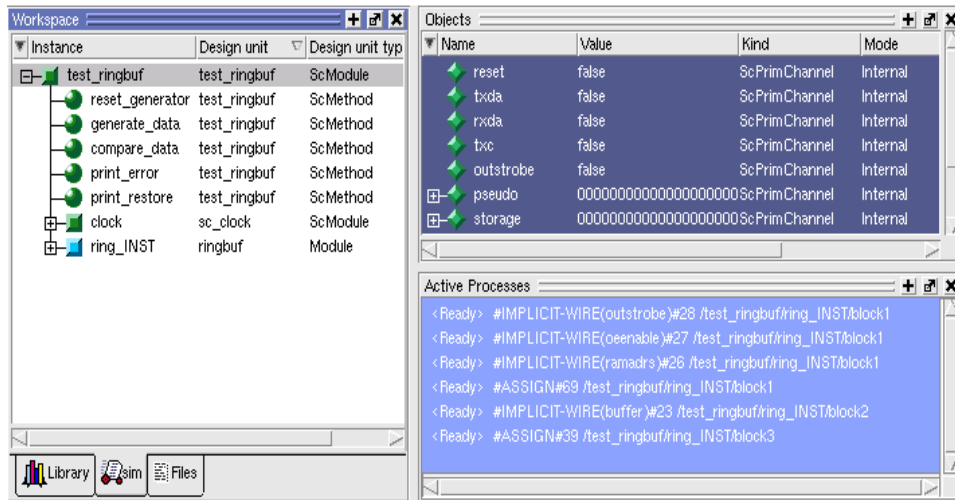 Workspace
Instance Design unit Design unit typ
test_ringbuf test_ringbuf ScModule
reset_generator test_ringbuf ScMethod
generate_data test_ringbuf ScMethod
compare_data test_ringbuf ScMethod
print_error test_ringbuf ScMethod
print_restore test_ringbuf ScMethod
clock sc_clock ScModule
ring_INST ringbuf Module
Library sim Files
Objects
Name Value Kind Mode
reset false ScPrimChannel Internal
txda false ScPrimChannel Internal
rxda false ScPrimChannel Internal
txc false ScPrimChannel Internal
outstrobe false ScPrimChannel Internal
pseudo 00000000000000000000 ScPrimChannel Internal
storage 00000000000000000000 ScPrimChannel Internal
Active Processes
<Ready> #IMPLICIT-WIRE(outstrobe)#28 /test_ringbuf/ring_INST/block1
<Ready> #IMPLICIT-WIRE(oeenable)#27 /test_ringbuf/ring_INST/block1
<Ready> #IMPLICIT-WIRE(ramadrs)#26 /test_ringbuf/ring_INST/block1
<Ready> #ASSIGN#69 /test_ringbuf/ring_INST/block1
<Ready> #IMPLICIT-WIRE(buffer)#23 /test_ringbuf/ring_INST/block2
<Ready> #ASSIGN#39 /test_ringbuf/ring_INST/block3